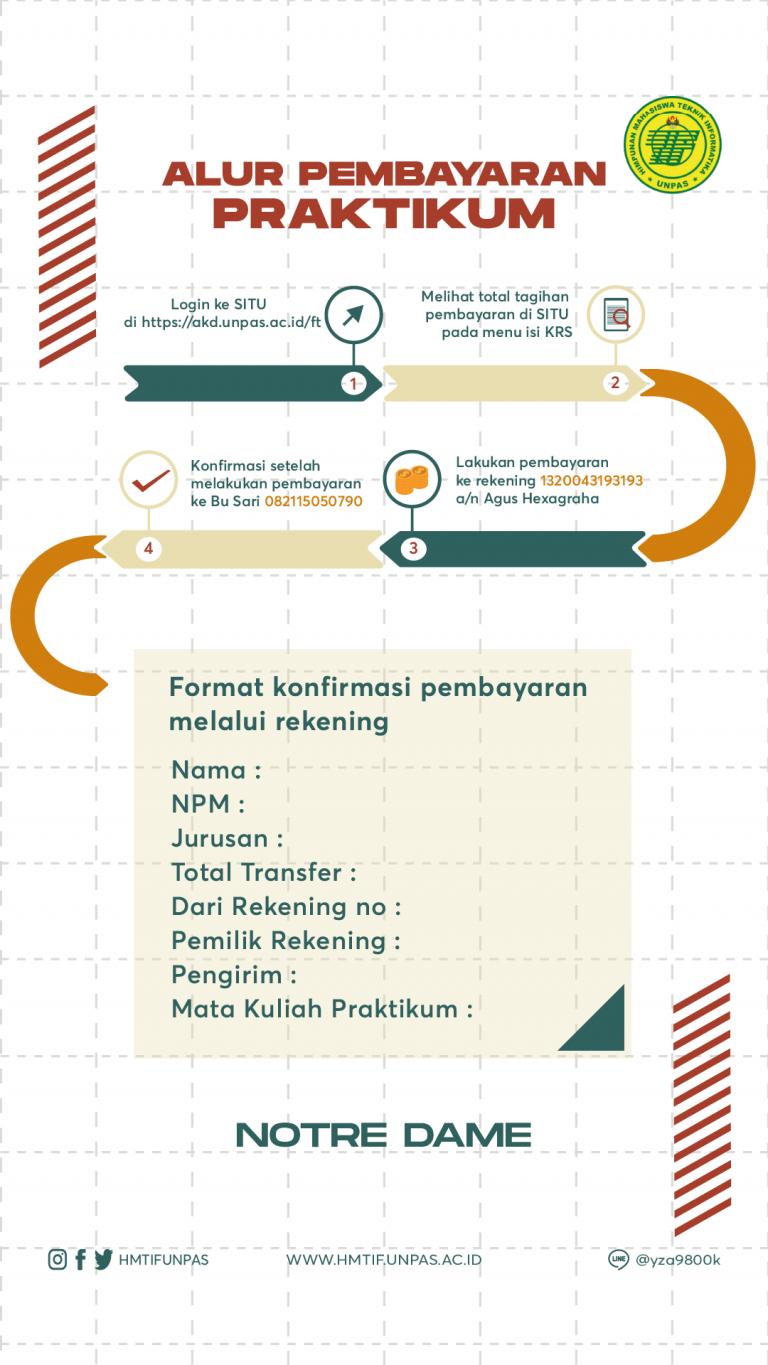 HIMPUNAN MAHASISWA TEKNIK INFORMATIKA
UNPAS
ALUR PEMBAYARAN
PRAKTIKUM
Login ke SITU
di https://akd.unpas.ac.id/ft
1
Melihat total tagihan
pembayaran di SITU
pada menu isi KRS
2
Lakukan pembayaran
ke rekening 1320043193193
a/n Agus Hexagraha
3
Konfirmasi setelah
melakukan pembayaran
ke Bu Sari 082115050790
4
Format konfirmasi pembayaran
melalui rekening
Nama :
NPM :
Jurusan :
Total Transfer :
Dari Rekening no :
Pemilik Rekening :
Pengirim :
Mata Kuliah Praktikum :
NOTRE DAME
HMTIFUNPAS
WWW.HMTIF.UNPAS.AC.ID
LINE @yza9800k